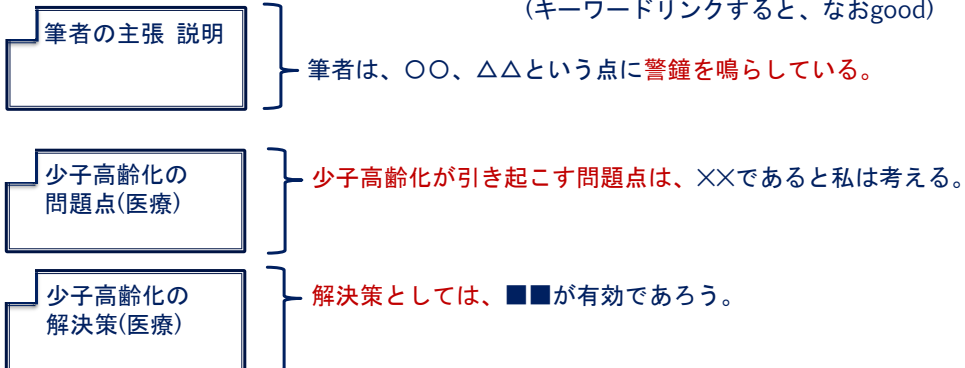 (キーワードリンクすると、なおgood)
筆者の主張 説明
筆者は、○○、△△という点に警鐘を鳴らしている。
少子高齢化の
問題点(医療)
少子高齢化が引き起こす問題点は、××であると私は考える。
少子高齢化の
解決策(医療)
解決策としては、■■が有効であろう。